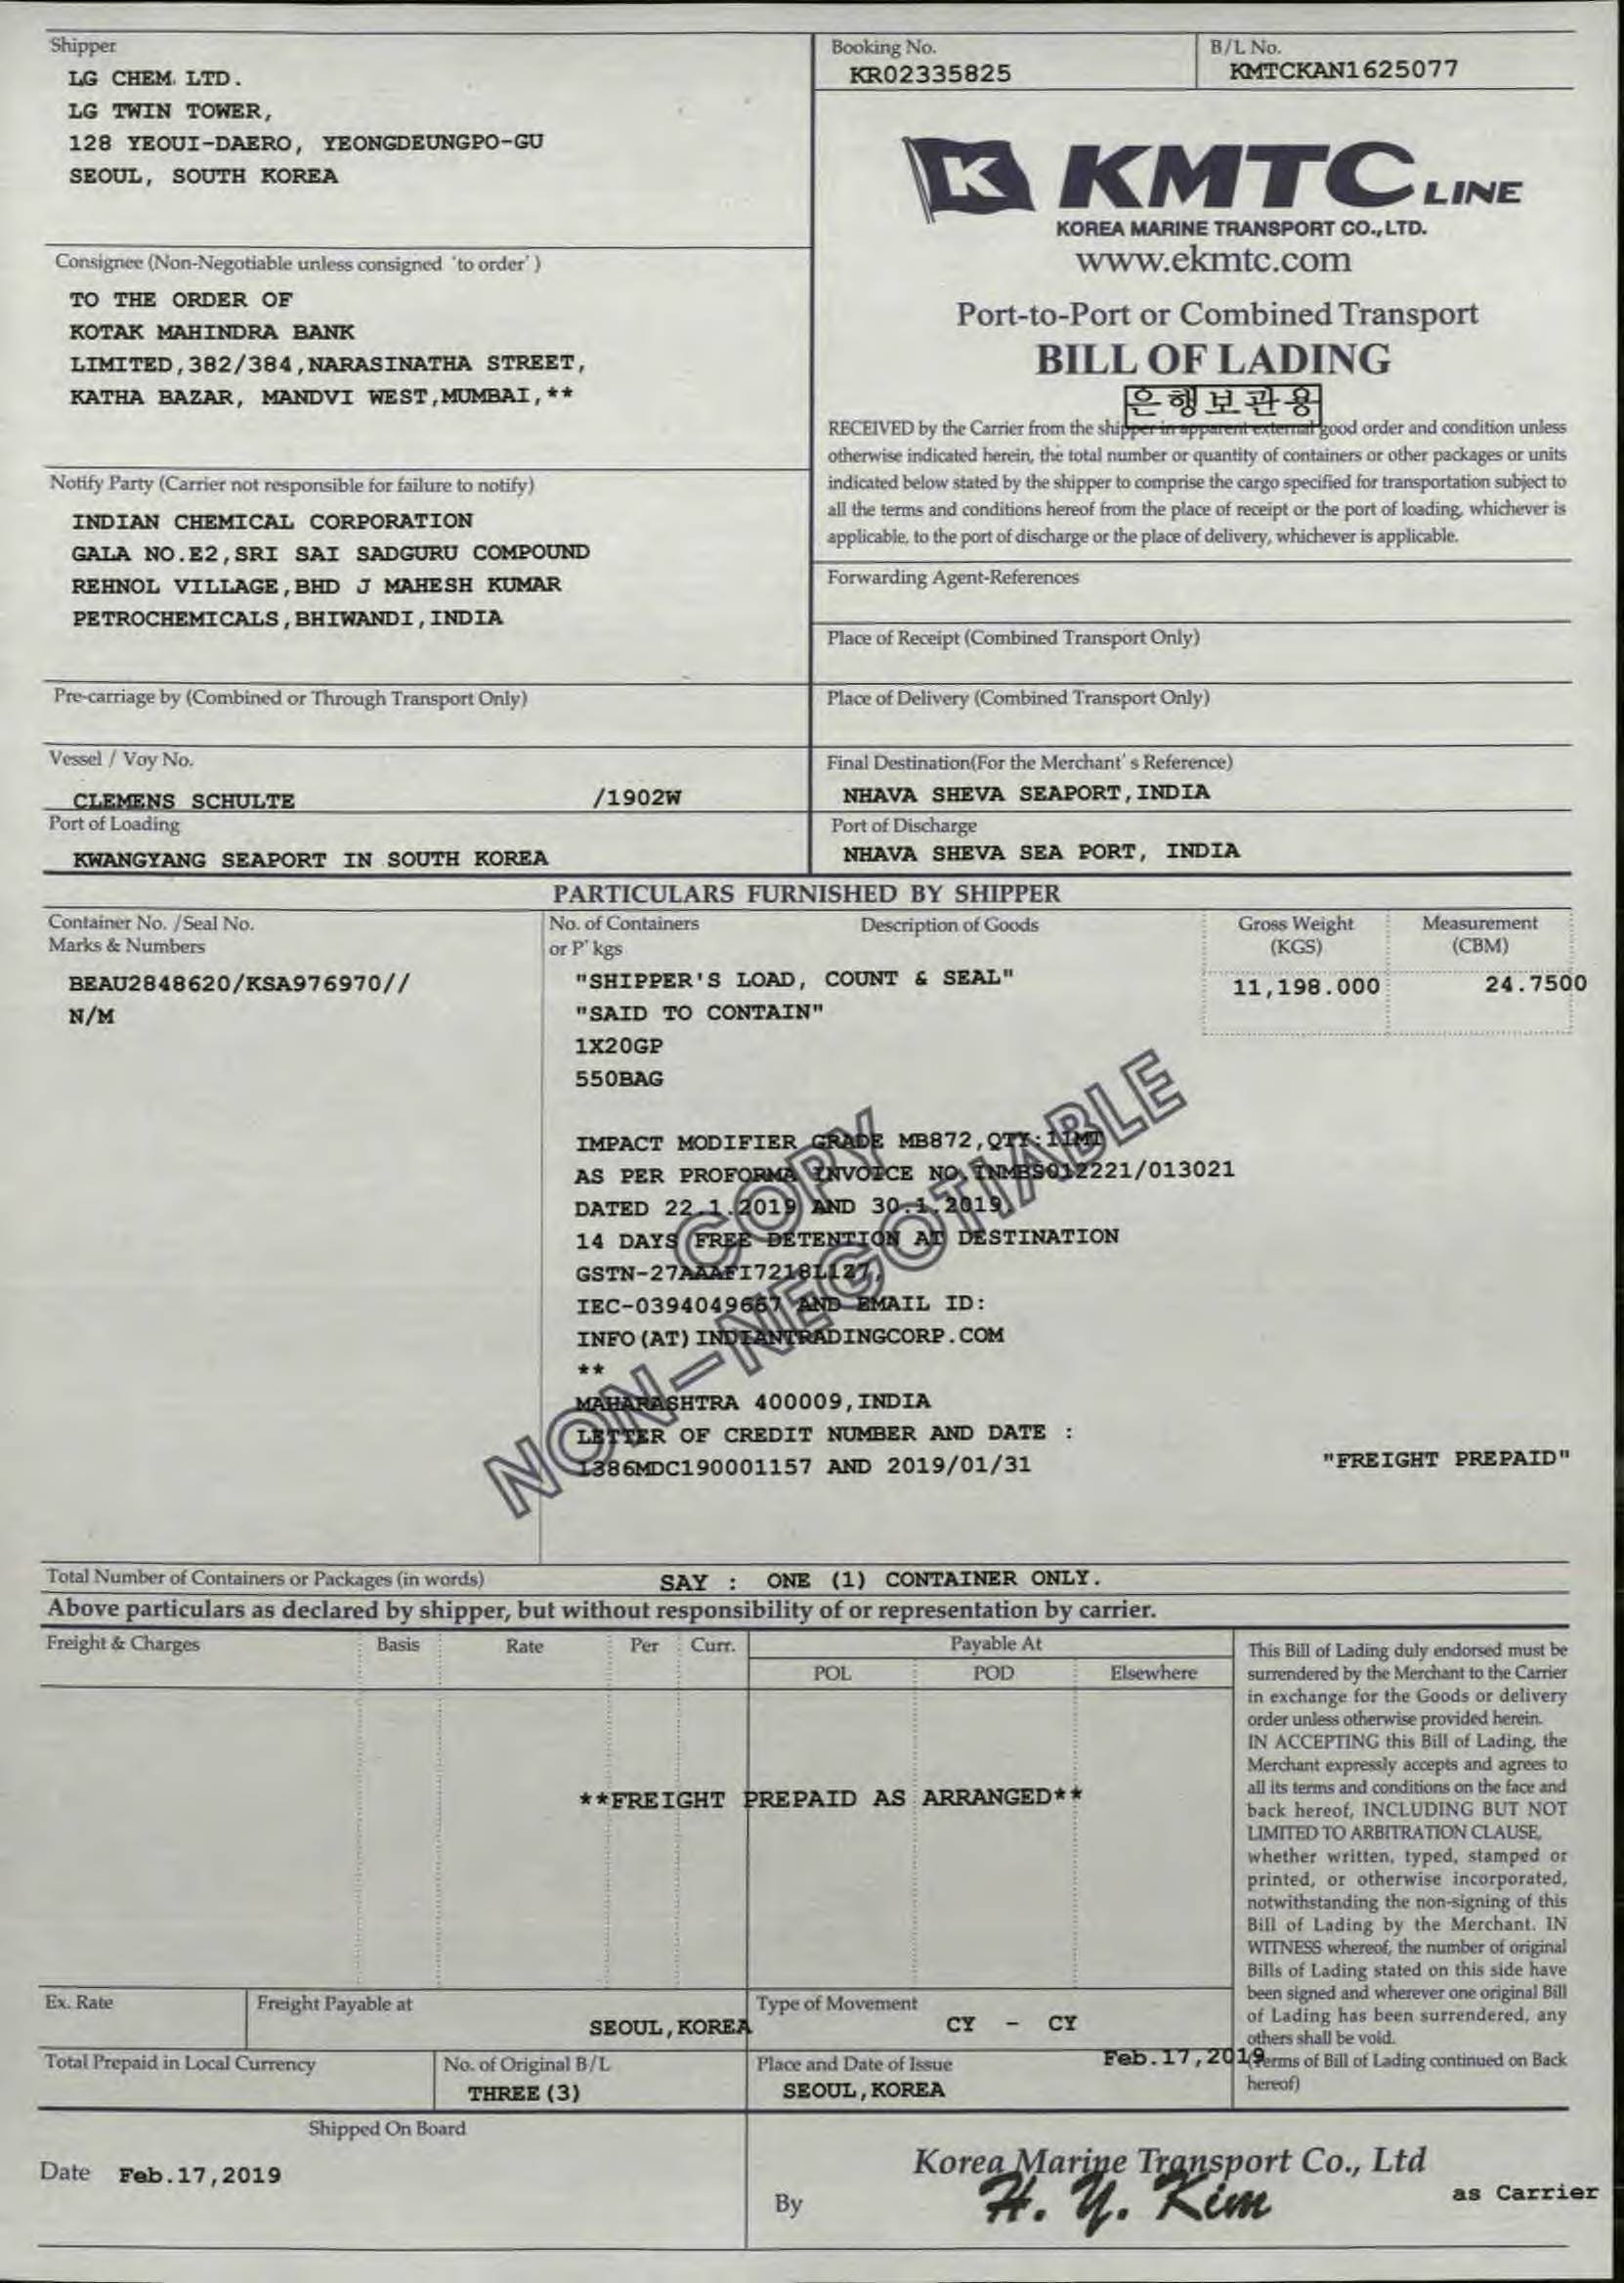 Shipper
LG CHEM. LTD.
LG TWIN TOWER,
128 YEOUI-DAERO, YEONGDEUNGPO-GU
SEOUL, SOUTH KOREA
Booking No.
KR02335825
B/L No.
KMTCKAN1625077
K KMTC LINE
KOREA MARINE TRANSPORT CO.,LTD.
www.ekmtc.com
Port-to-Port or Combined Transport
BILL OF LADING
은행보관용
Consignee (Non-Negotiable unless consigned 'to order')
TO THE ORDER OF
KOTAK MAHINDRA BANK
LIMITED,382/384,NARASINATHA STREET,
KATHA BAZAR, MANDVI WEST,MUMBAI,**
RECEIVED by the Carrier from the shipper in apparent external good order and condition unless
otherwise indicated herein, the total number or quantity of containers or other packages or units
indicated below stated by the shipper to comprise the cargo specified for transportation subject to
all the terms and conditions hereof from the place of receipt or the port of loading, whichever is
applicable, to the port of discharge or the place of delivery, whichever is applicable.
Notify Party (Carrier not responsible for failure to notify)
INDIAN CHEMICAL CORPORATION
GALA NO.E2,SRI SAI SADGURU COMPOUND
REHNOL VILLAGE,BHD J MAHESH KUMAR
PETROCHEMICALS,BHIWANDI,INDIA
Forwarding Agent-References
Place of Receipt (Combined Transport Only)
Pre-carriage by (Combined or Through Transport Only)
Place of Delivery (Combined Transport Only)
Vessel / Voy No.
CLEMENS SCHULTE /1902W
Final Destination(For the Merchant's Reference)
NHAVA SHEVA SEAPORT,INDIA
Port of Loading
KWANGYANG SEAPORT IN SOUTH KOREA
Port of Discharge
NHAVA SHEVA SEA PORT, INDIA
PARTICULARS FURNISHED BY SHIPPER
Container No. /Seal No.
Marks & Numbers
No. of Containers
or P'kgs
Description of Goods
Gross Weight
(KGS)
Measurement
(CBM)
BEAU2848620/KSA976970//
N/M
"SHIPPER'S LOAD, COUNT & SEAL"
11,198.000
24.7500
"SAID TO CONTAIN"
1X20GP
550BAG
IMPACT MODIFIER GRADE MB872,QTY:11MT
AS PER PROFORMA INVOICE NO.INMBS012221/013021
DATED 22.1.2019 AND 30.1.2019.
14 DAYS FREE DETENTION AT DESTINATION
GSTN-27AAAFI7218L1Z7,
IEC-0394049667 AND EMAIL ID:
INFO(AT)INDIANTRADINGCORP.COM
**
MAHARASHTRA 400009,INDIA
LETTER OF CREDIT NUMBER AND DATE :
1386MDC190001157 AND 2019/01/31
"FREIGHT PREPAID"
COPY
NON-NEGOTIABLE
Total Number of Containers or Packages (in words)
SAY : ONE (1) CONTAINER ONLY.
Above particulars as declared by shipper, but without responsibility of or representation by carrier.
Freight & Charges
Basis
Rate
Per
Curr.
Payable At
POL
POD
Elsewhere
**FREIGHT PREPAID AS ARRANGED**
This Bill of Lading duly endorsed must be
surrendered by the Merchant to the Carrier
in exchange for the Goods or delivery
order unless otherwise provided herein.
IN ACCEPTING this Bill of Lading, the
Merchant expressly accepts and agrees to
all its terms and conditions on the face and
back hereof, INCLUDING BUT NOT
LIMITED TO ARBITRATION CLAUSE,
whether written, typed, stamped or
printed, or otherwise incorporated,
notwithstanding the non-signing of this
Bill of Lading by the Merchant. IN
WITNESS whereof, the number of original
Bills of Lading stated on this side have
been signed and wherever one original Bill
of Lading has been surrendered, any
others shall be void.
(Terms of Bill of Lading continued on Back
hereof)
Ex. Rate
Freight Payable at
SEOUL,KOREA
Type of Movement
CY - CY
Total Prepaid in Local Currency
No. of Original B/L
THREE(3)
Place and Date of Issue
SEOUL,KOREA
Feb.17,2019
Shipped On Board
Date Feb.17,2019
Korea Marine Transport Co., Ltd
By H. Y. Kim
as Carrier